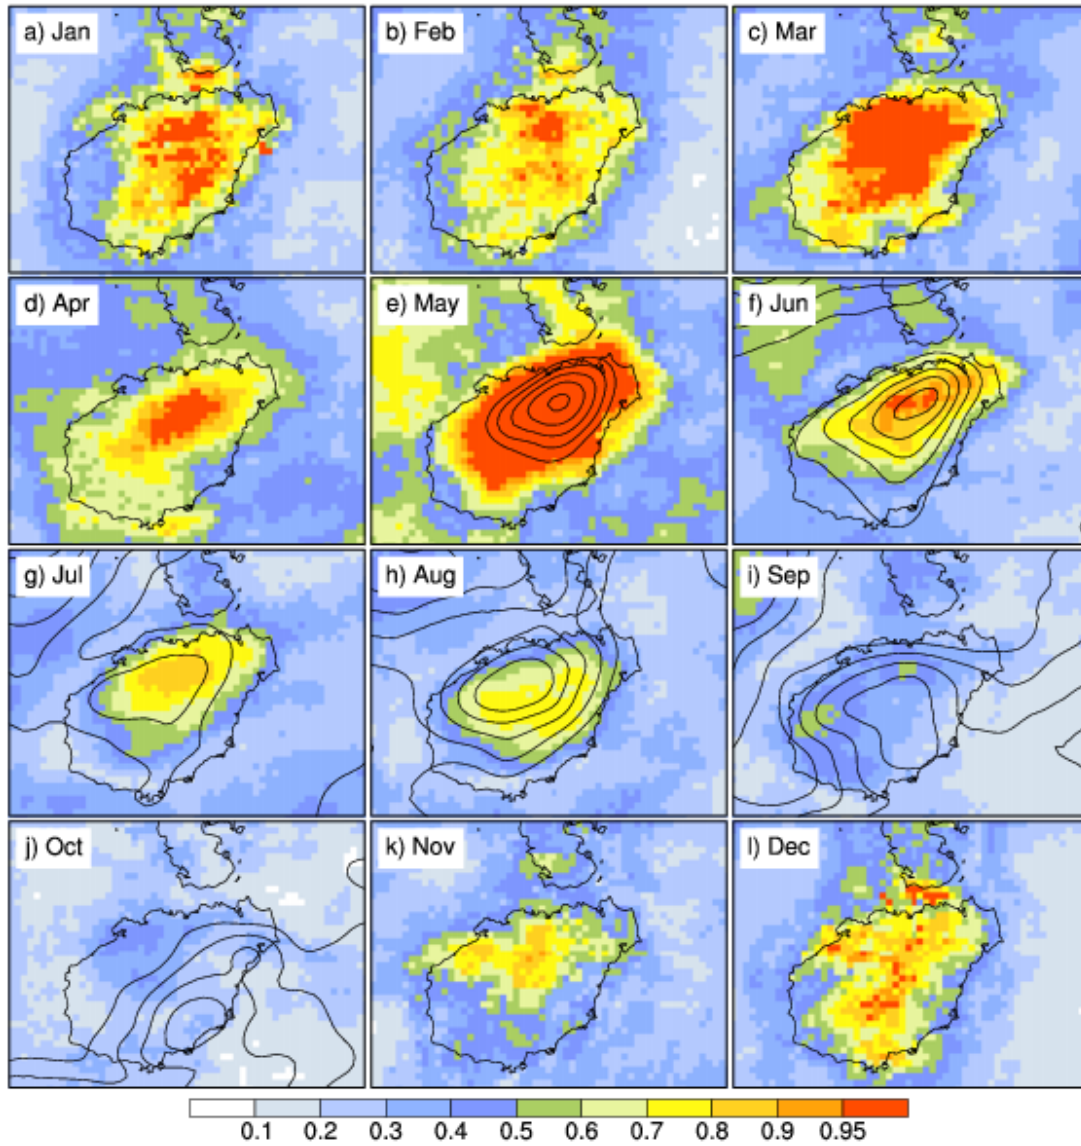 a) Jan
b) Feb
c) Mar
d) Apr
e) May
f) Jun
g) Jul
h) Aug
i) Sep
j) Oct
k) Nov
l) Dec
0.1 0.2 0.3 0.4 0.5 0.6 0.7 0.8 0.9 0.95